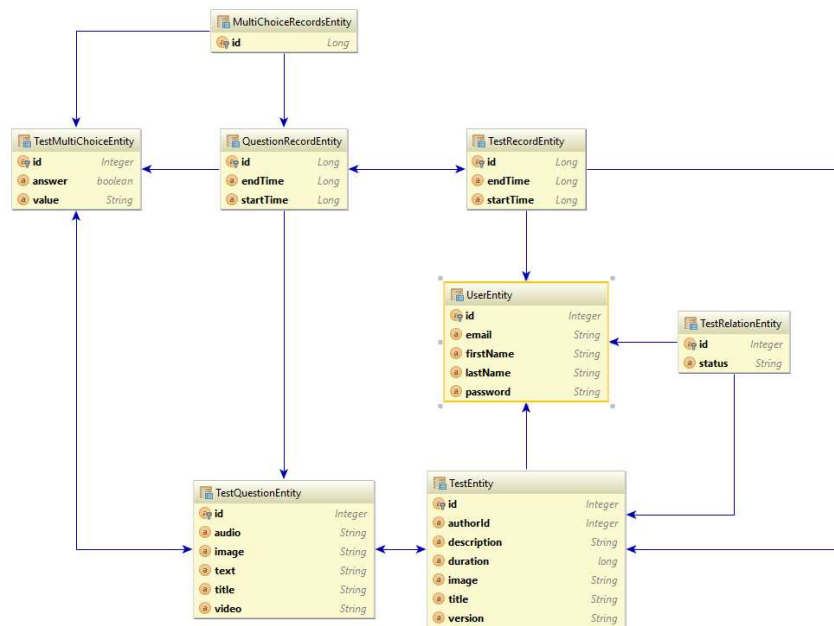 MultiChoiceRecordsEntity
id Long
TestMultiChoiceEntity
id Integer
answer boolean
value String
QuestionRecordEntity
id Long
endTime Long
startTime Long
TestRecordEntity
id Long
endTime Long
startTime Long
UserEntity
id Integer
email String
firstName String
lastName String
password String
TestRelationEntity
id Integer
status String
TestQuestionEntity
id Integer
audio String
image String
text String
title String
video String
TestEntity
id Integer
authorId Integer
description String
duration long
image String
title String
version String